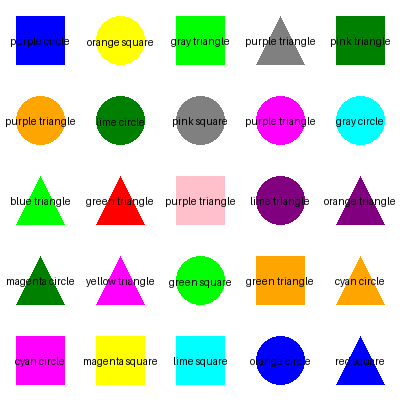 purple circle
orange square
gray triangle
purple triangle
pink triangle
purple triangle
lime circle
pink square
purple triangle
gray circle
blue triangle
green triangle
purple triangle
lime triangle
orange triangle
magenta circle
yellow triangle
green square
green triangle
cyan circle
cyan circle
magenta square
lime square
orange circle
red square